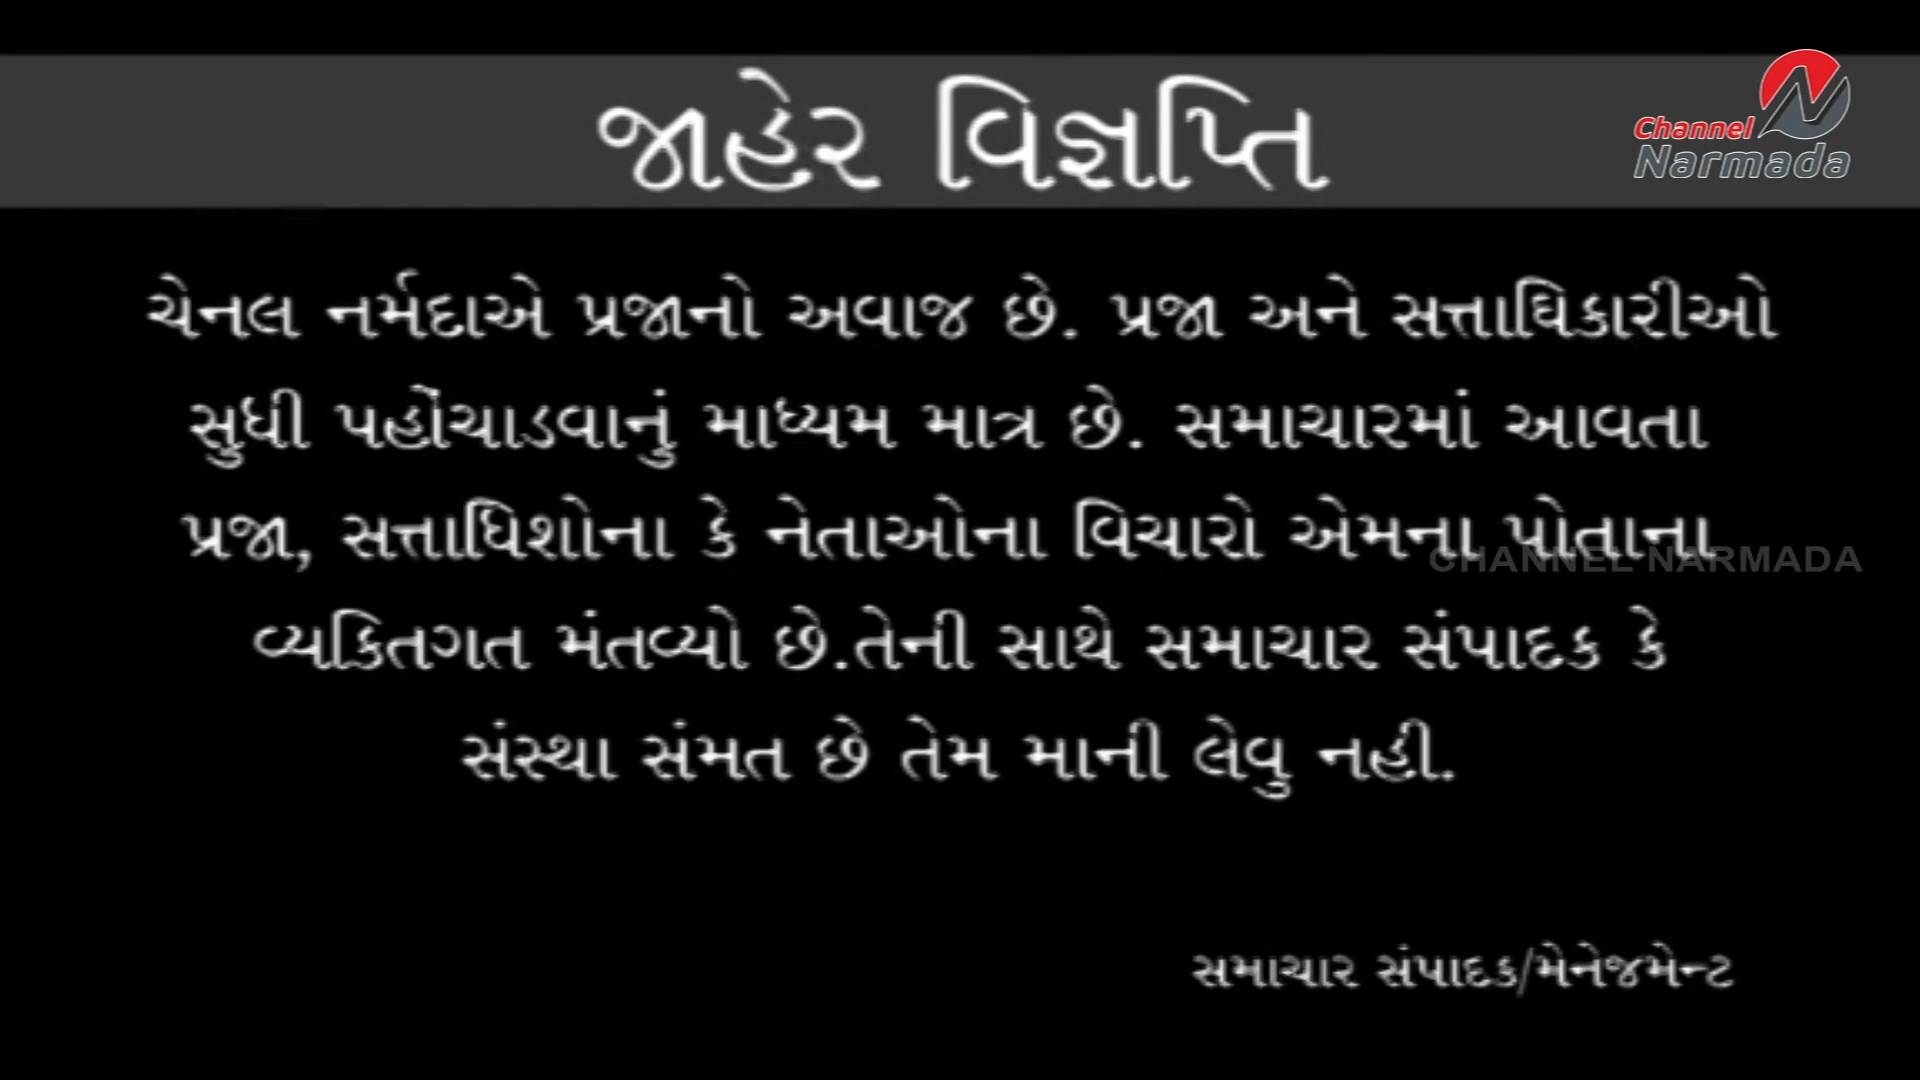 જાહેર વિજ્ઞપ્તિ
Channel
Narmada
ચેનલ નર્મદાએ પ્રજાનો અવાજ છે. પ્રજા અને સત્તાધિકારીઓ
સુધી પહોંચાડવાનું માધ્યમ માત્ર છે. સમાચારમાં આવતા
પ્રજા, સત્તાધિશોના કે નેતાઓના વિચારો એમના પોતાના
CHANNEL NARMADA
વ્યકિતગત મંતવ્યો છે.તેની સાથે સમાચાર સંપાદક કે
સંસ્થા સંમત છે તેમ માની લેવુ નહી.
સમાચાર સંપાદક/મેનેજમેન્ટ